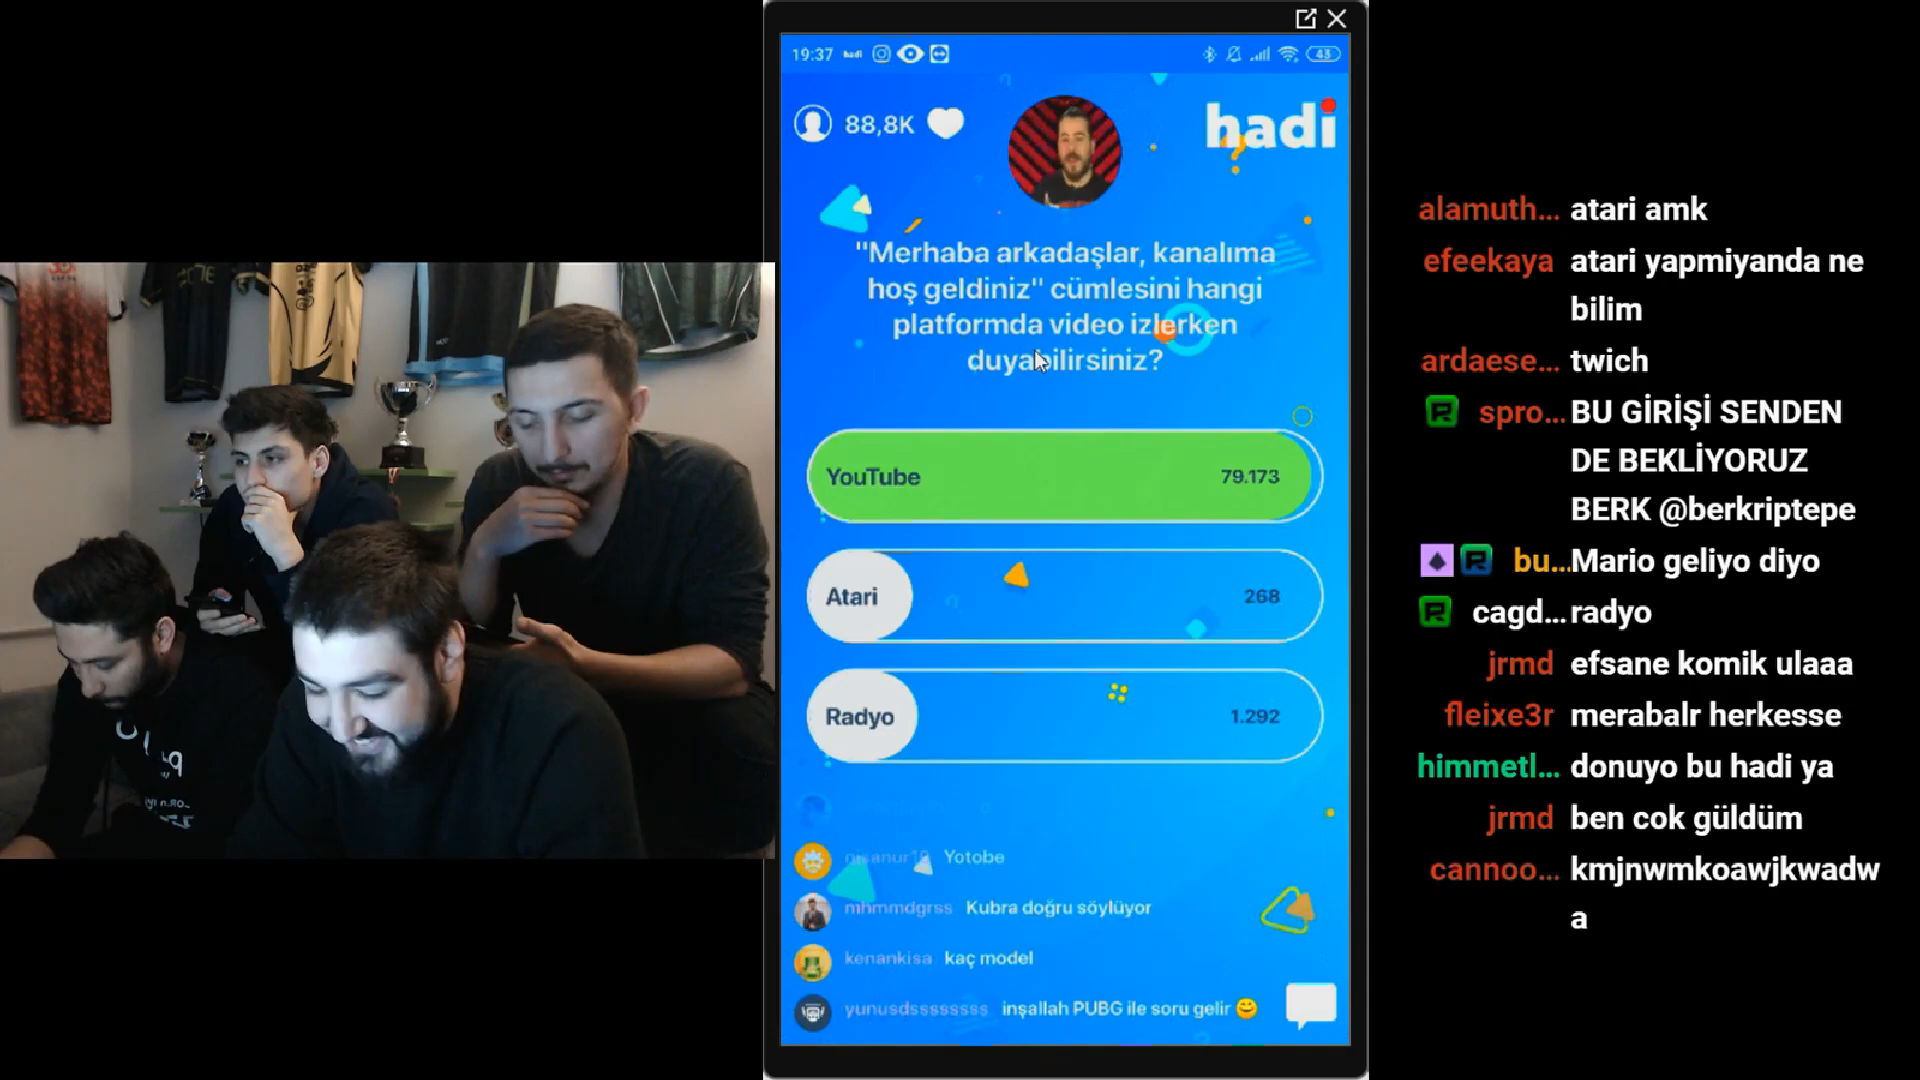 19:37 hadi 43
88,8K
hadi
"Merhaba arkadaşlar, kanalıma
hoş geldiniz" cümlesini hangi
platformda video izlerken
duyabilirsiniz?
YouTube 79.173
Atari 268
Radyo 1.292
Yotobe
mhmmdgrss Kubra doğru söylüyor
kenankisa kaç model
yunusdsssssssss inşallah PUBG ile soru gelir 😊
alamuth... atari amk
efeekaya atari yapmiyanda ne
bilim
ardaese... twich
spro... BU GİRİŞİ SENDEN
DE BEKLİYORUZ
BERK @berkriptepe
bu... Mario geliyo diyo
cagd... radyo
jrmd efsane komik ulaaa
fleixe3r merabalr herkesse
himmetl... donuyo bu hadi ya
jrmd ben cok güldüm
cannoo... kmjnwmkoawjkwadw
a